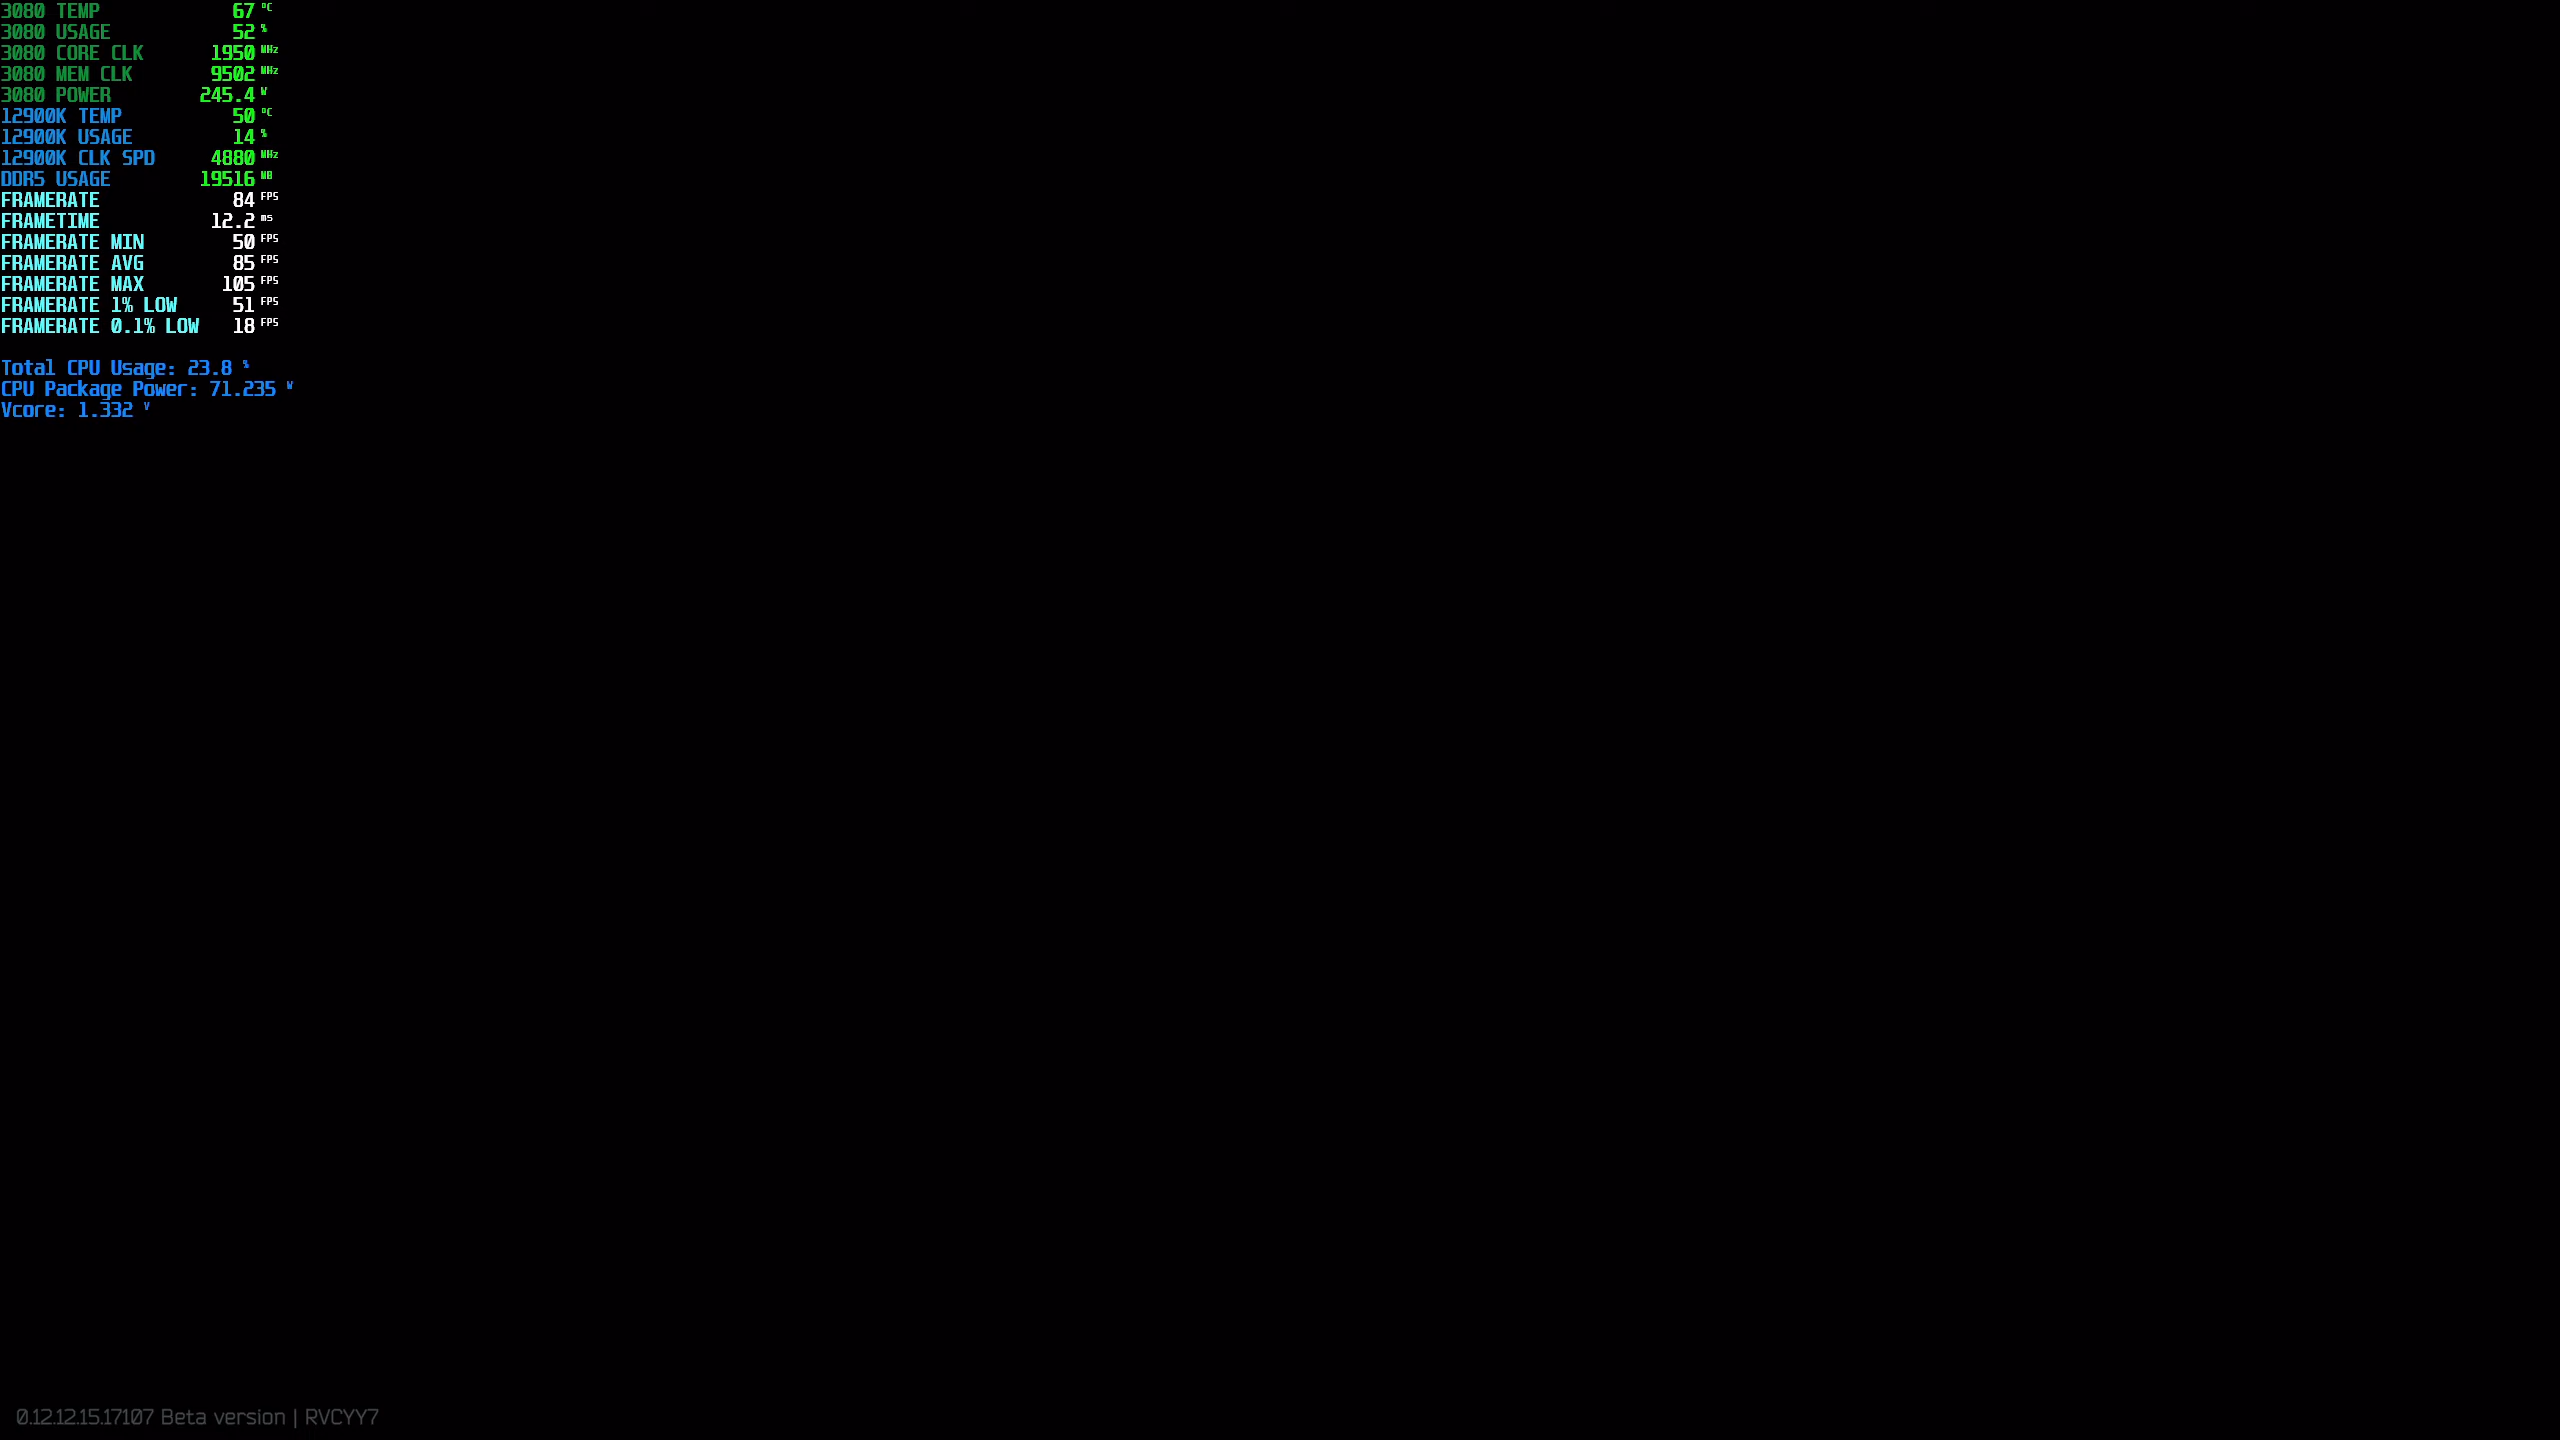 3080 TEMP 67 °C
3080 USAGE 52 %
3080 CORE CLK 1950 MHz
3080 MEM CLK 9502 MHz
3080 POWER 245.4 W
12900K TEMP 50 °C
12900K USAGE 14 %
12900K CLK SPD 4880 MHz
DDR5 USAGE 19516 MB
FRAMERATE 84 FPS
FRAMETIME 12.2 ms
FRAMERATE MIN 50 FPS
FRAMERATE AVG 85 FPS
FRAMERATE MAX 105 FPS
FRAMERATE 1% LOW 51 FPS
FRAMERATE 0.1% LOW 18 FPS
Total CPU Usage: 23.8 %
CPU Package Power: 71.235 W
Vcore: 1.332 V
0.12.12.15.17107 Beta version | RVCYY7